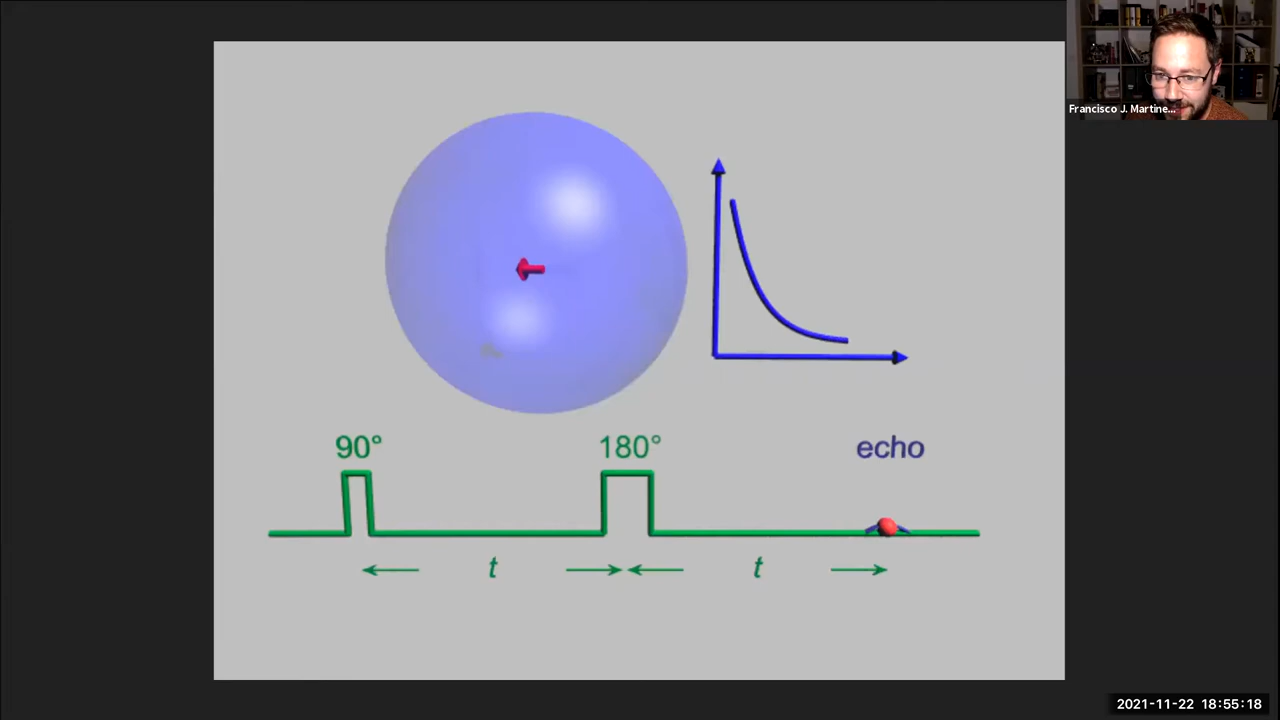 Francisco J. Martine...
90°
180°
echo
t
t
2021-11-22 18:55:18